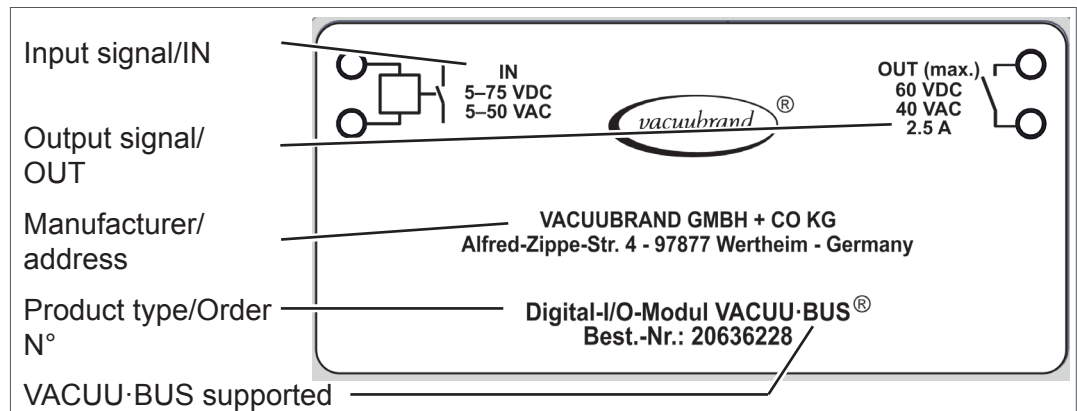 Input signal/IN
IN
5–75 VDC
5–50 VAC
OUT (max.)
60 VDC
40 VAC
2.5 A
vacuubrand ®
Output signal/
OUT
Manufacturer/
address
VACUUBRAND GMBH + CO KG
Alfred-Zippe-Str. 4 - 97877 Wertheim - Germany
Product type/Order
N°
Digital-I/O-Modul VACUU·BUS®
Best.-Nr.: 20636228
VACUU·BUS supported